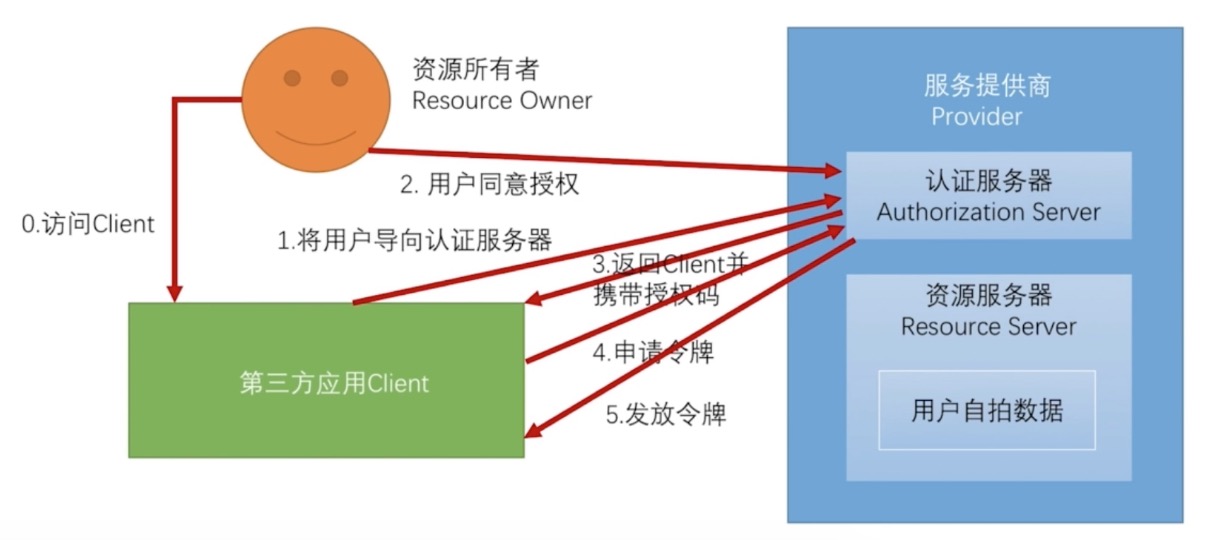 资源所有者
Resource Owner
服务提供商
Provider
2. 用户同意授权
认证服务器
Authorization Server
0.访问Client
1.将用户导向认证服务器
3.返回Client并
携带授权码
资源服务器
Resource Server
4.申请令牌
第三方应用Client
5.发放令牌
用户自拍数据